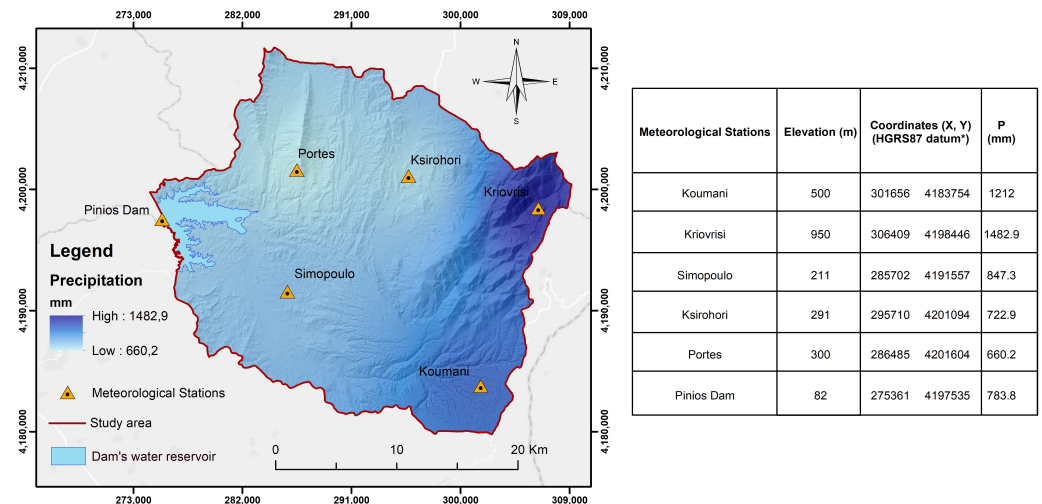 273,000 282,000 291,000 300,000 309,000
4,210,000 4,210,000
N
W E
S
Portes
Ksirohori
4,200,000 4,200,000
Kriovrisi
Pinios Dam
Legend
Precipitation
mm
High : 1482,9
Low : 660,2
Simopoulo
4,190,000 4,190,000
Koumani
Meteorological Stations
Study area
Dam's water reservoir
4,180,000 4,180,000
0 10 20 Km
273,000 282,000 291,000 300,000 309,000
Meteorological Stations Elevation (m) Coordinates (X, Y) (HGRS87 datum*) P (mm)
Koumani 500 301656 4183754 1212
Kriovrisi 950 306409 4198446 1482.9
Simopoulo 211 285702 4191557 847.3
Ksirohori 291 295710 4201094 722.9
Portes 300 286485 4201604 660.2
Pinios Dam 82 275361 4197535 783.8